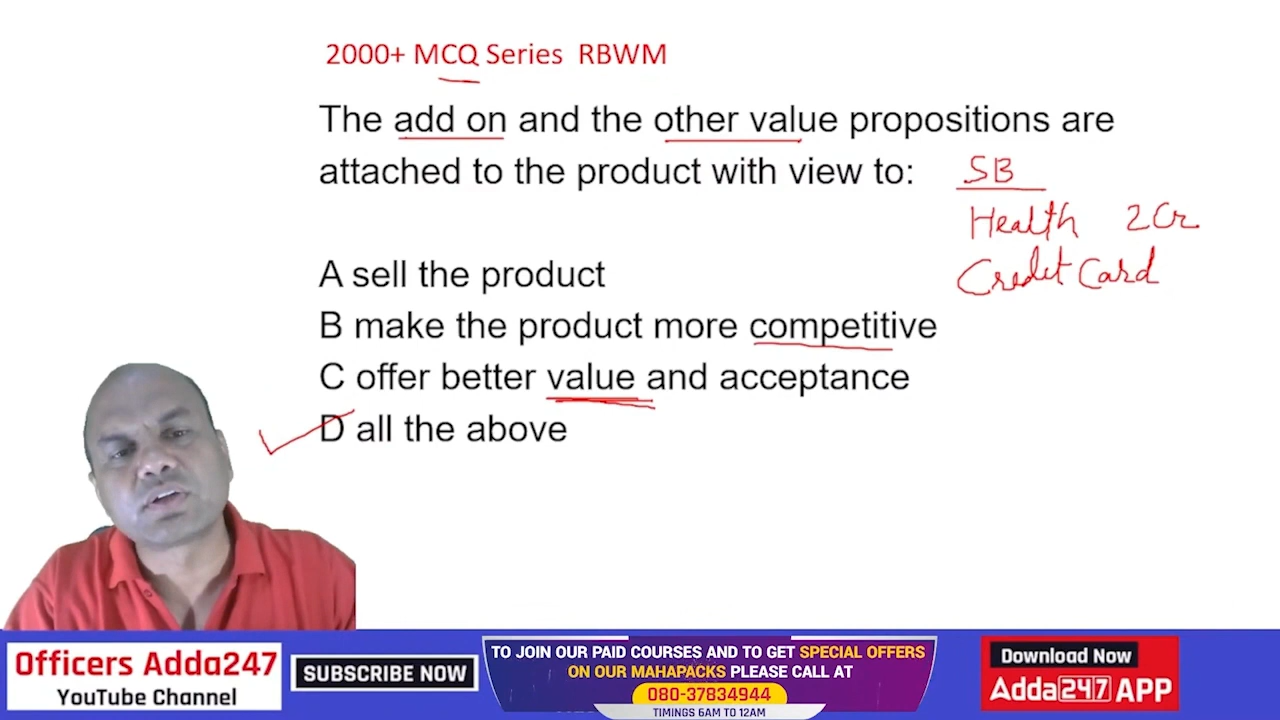 2000+ MCQ Series RBWM
The add on and the other value propositions are
attached to the product with view to:
SB
Health 2Cr
Credit Card
A sell the product
B make the product more competitive
C offer better value and acceptance
D all the above
Officers Adda247
YouTube Channel
SUBSCRIBE NOW
TO JOIN OUR PAID COURSES AND TO GET SPECIAL OFFERS
ON OUR MAHAPACKS PLEASE CALL AT
080-37834944
TIMINGS 6AM TO 12AM
Download Now
Adda247 APP